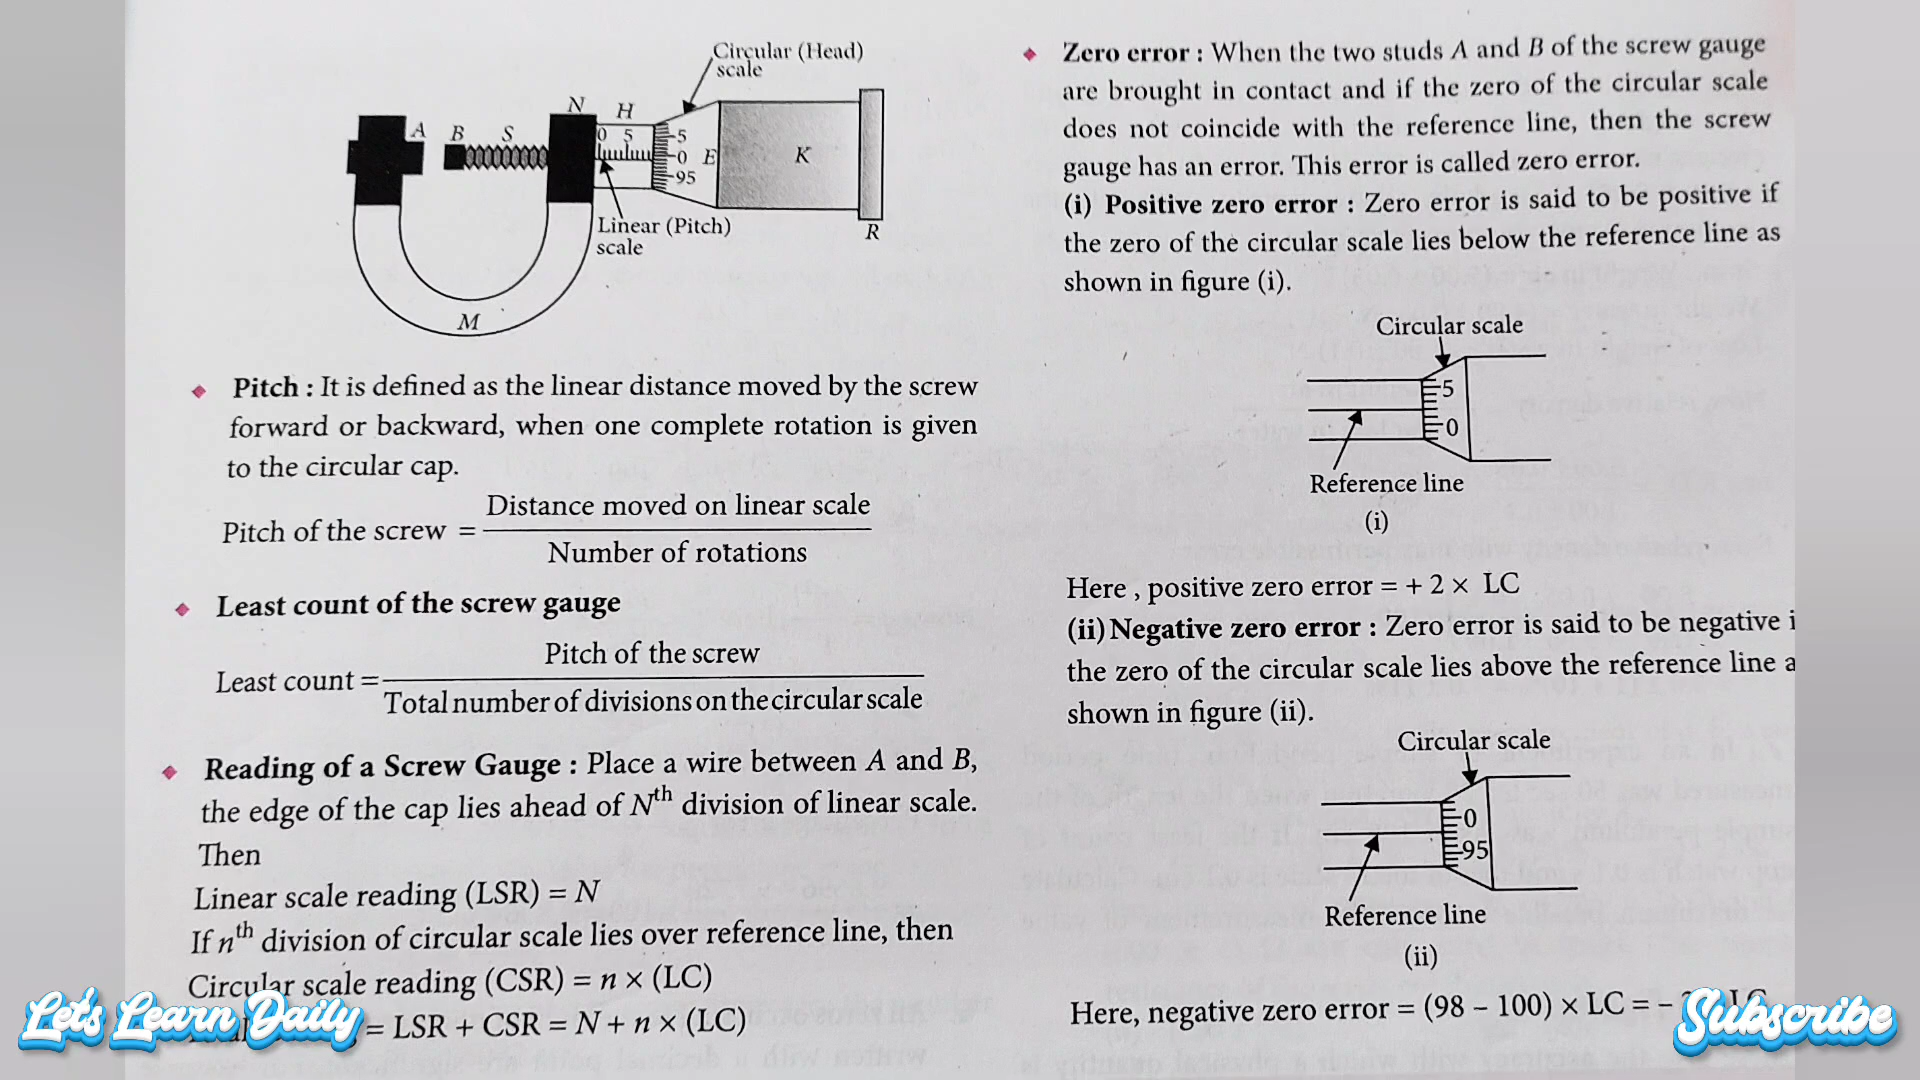 Circular (Head)
scale
A B S N H
0 5
5
0 E
95
K
Linear (Pitch)
scale
R
M
Pitch : It is defined as the linear distance moved by the screw
forward or backward, when one complete rotation is given
to the circular cap.
Pitch of the screw = Distance moved on linear scale
Number of rotations
Least count of the screw gauge
Least count = Pitch of the screw
Total number of divisions on the circular scale
Reading of a Screw Gauge : Place a wire between A and B,
the edge of the cap lies ahead of Nth division of linear scale.
Then
Linear scale reading (LSR) = N
If nth division of circular scale lies over reference line, then
Circular scale reading (CSR) = n × (LC)
= LSR + CSR = N + n × (LC)
Zero error : When the two studs A and B of the screw gauge
are brought in contact and if the zero of the circular scale
does not coincide with the reference line, then the screw
gauge has an error. This error is called zero error.
(i) Positive zero error : Zero error is said to be positive if
the zero of the circular scale lies below the reference line as
shown in figure (i).
Circular scale
5
0
Reference line
(i)
Here , positive zero error = + 2 × LC
(ii) Negative zero error : Zero error is said to be negative i
the zero of the circular scale lies above the reference line a
shown in figure (ii).
Circular scale
0
95
Reference line
(ii)
Here, negative zero error = (98 – 100) × LC = –
Let's Learn Daily
Subscribe